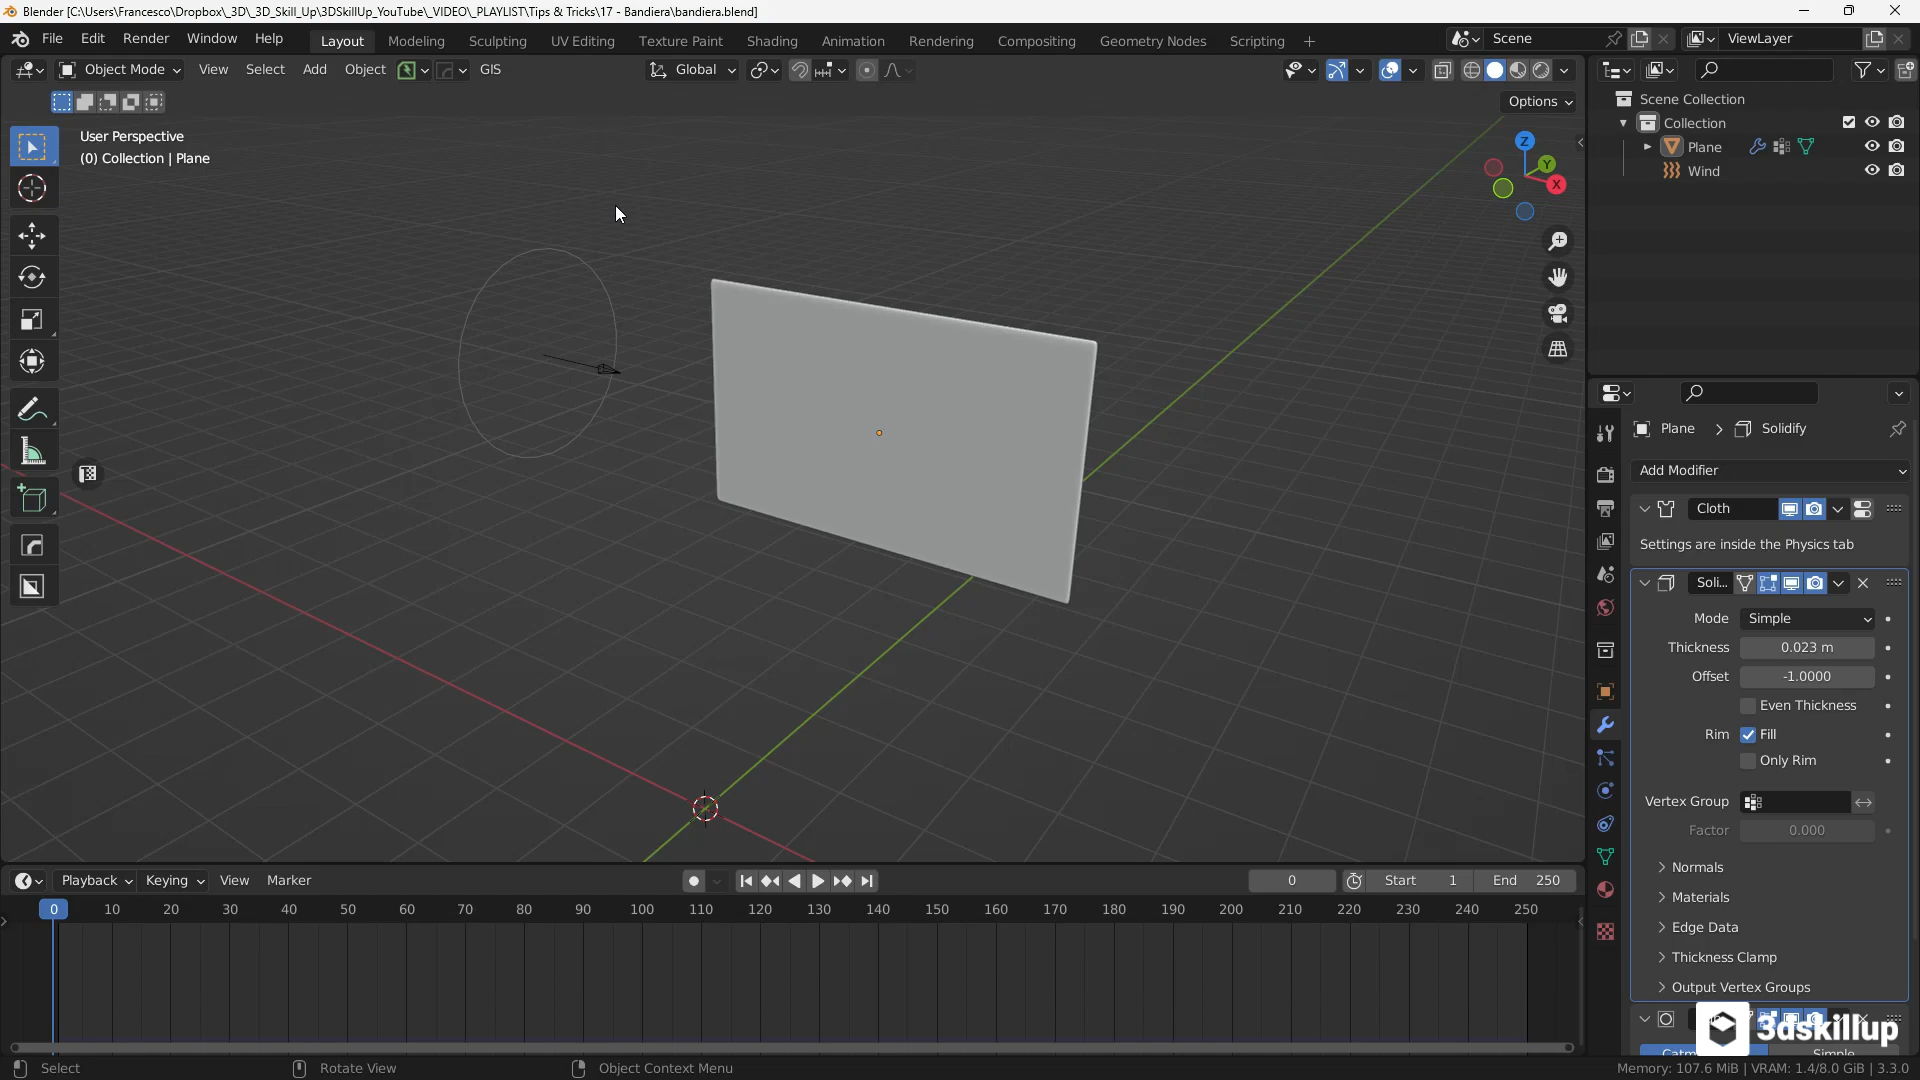 Blender [C:\Users\Francesco\Dropbox\_3D\_3D_Skill_Up\3DSkillUp_YouTube\_VIDEO\_PLAYLIST\Tips & Tricks\17 - Bandiera\bandiera.blend]
File Edit Render Window Help Layout Modeling Sculpting UV Editing Texture Paint Shading Animation Rendering Compositing Geometry Nodes Scripting + Scene ViewLayer
Object Mode View Select Add Object GIS Global
Options
User Perspective
(0) Collection | Plane
Z
Y
X
Scene Collection
Collection
Plane
Wind
Plane > Solidify
Add Modifier
Cloth
Settings are inside the Physics tab
Soli...
Mode Simple
Thickness 0.023 m
Offset -1.0000
Even Thickness
Rim Fill
Only Rim
Vertex Group
Factor 0.000
Normals
Materials
Edge Data
Thickness Clamp
Output Vertex Groups
3dskillup
Simple
Playback Keying View Marker 0 Start 1 End 250
0 10 20 30 40 50 60 70 80 90 100 110 120 130 140 150 160 170 180 190 200 210 220 230 240 250
Select Rotate View Object Context Menu Memory: 107.6 MiB | VRAM: 1.4/8.0 GiB | 3.3.0